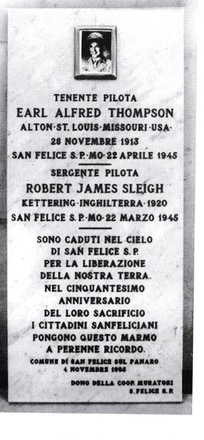 TENENTE PILOTA
EARL ALFRED THOMPSON
ALTON·ST. LOUIS·MISSOURI·USA·
28 NOVEMBRE 1913
SAN FELICE S.P.·MO·22 APRILE 1945
SERGENTE PILOTA
ROBERT JAMES SLEIGH
KETTERING·INGHILTERRA·1920
SAN FELICE S.P.·MO·22 MARZO 1945
SONO CADUTI NEL CIELO
DI SAN FELICE S.P.
PER LA LIBERAZIONE
DELLA NOSTRA TERRA.
NEL CINQUANTESIMO
ANNIVERSARIO
DEL LORO SACRIFICIO
I CITTADINI SANFELICIANI
PONGONO QUESTO MARMO
A PERENNE RICORDO.
COMUNE DI SAN FELICE SUL PANARO
4 NOVEMBRE 1995
DONO DELLA COOP. MURATORI
S. FELICE S.P.